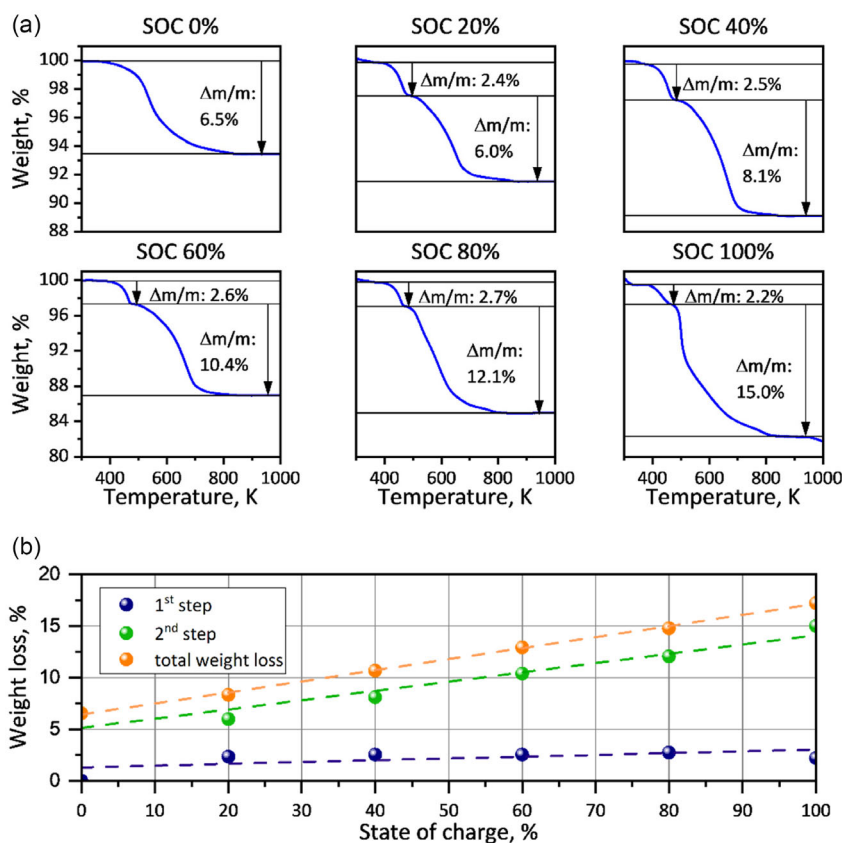 (a)
SOC 0%
SOC 20%
SOC 40%
Weight, %
100
98
96
94
92
90
88
Δm/m:
6.5%
Δm/m: 2.4%
Δm/m:
6.0%
Δm/m: 2.5%
Δm/m:
8.1%
SOC 60%
SOC 80%
SOC 100%
Weight, %
100
96
92
88
84
80
Δm/m: 2.6%
Δm/m:
10.4%
Δm/m: 2.7%
Δm/m:
12.1%
Δm/m: 2.2%
Δm/m:
15.0%
400 600 800 1000
400 600 800 1000
400 600 800 1000
Temperature, K
Temperature, K
Temperature, K
(b)
Weight loss, %
20
15
10
5
0
1st step
2nd step
total weight loss
0 10 20 30 40 50 60 70 80 90 100
State of charge, %